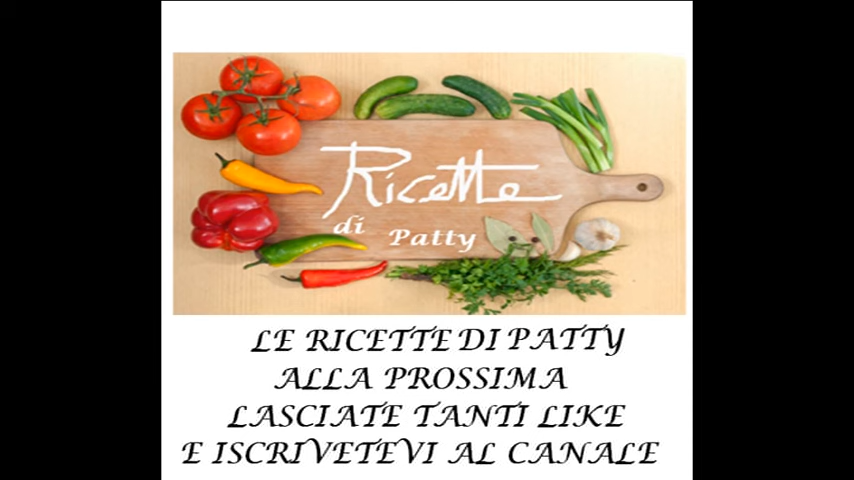 Ricette
di Patty
LE RICETTE DI PATTY
ALLA PROSSIMA
LASCIATE TANTI LIKE
E ISCRIVETEVI AL CANALE